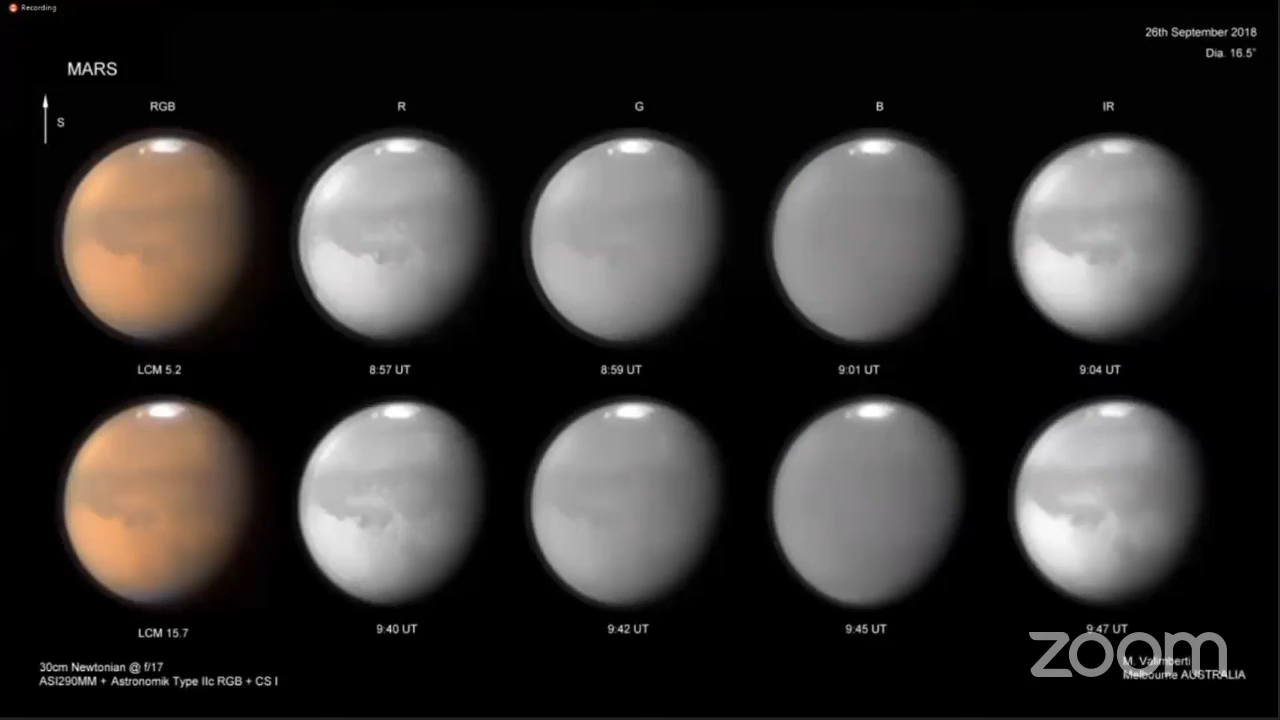 Recording
26th September 2018
Dia. 16.5"
MARS
S
RGB R G B IR
LCM 5.2 8:57 UT 8:59 UT 9:01 UT 9:04 UT
LCM 15.7 9:40 UT 9:42 UT 9:45 UT 9:47 UT
30cm Newtonian @ f/17
ASI290MM + Astronomik Type IIc RGB + CS I
M. Valimberti
Melbourne AUSTRALIA
zoom